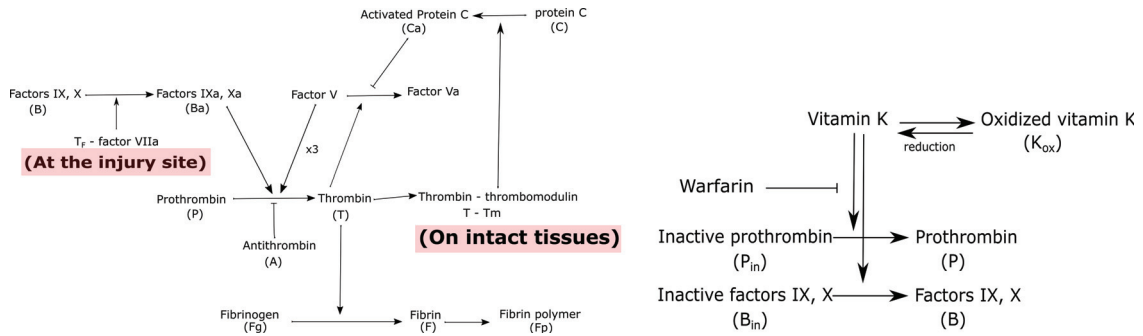 Activated Protein C
(Ca)
protein C
(C)
Factors IX, X
(B)
Factors IXa, Xa
(Ba)
Factor V
Factor Va
T_F - factor VIIa
(At the injury site)
x3
Prothrombin
(P)
Thrombin
(T)
Thrombin - thrombomodulin
T - Tm
(On intact tissues)
Antithrombin
(A)
Fibrinogen
(Fg)
Fibrin
(F)
Fibrin polymer
(Fp)
Vitamin K
Oxidized vitamin K
(K_ox)
reduction
Warfarin
Inactive prothrombin
(P_in)
Prothrombin
(P)
Inactive factors IX, X
(B_in)
Factors IX, X
(B)